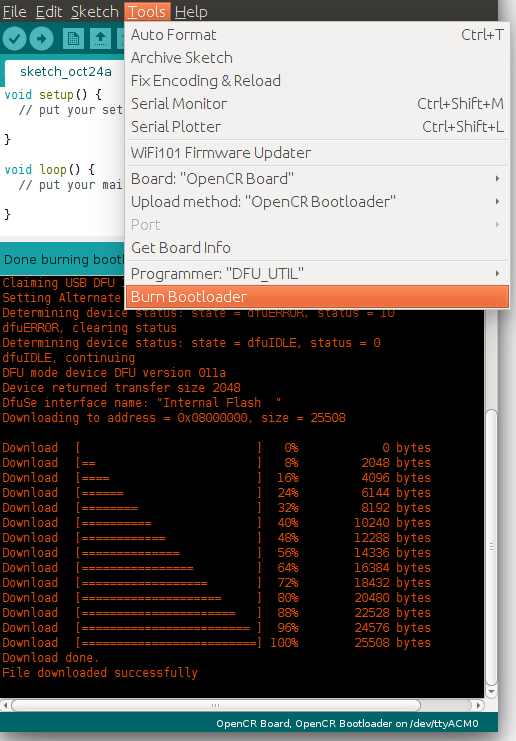 File Edit Sketch Tools Help
Auto Format Ctrl+T
Archive Sketch
Fix Encoding & Reload
Serial Monitor Ctrl+Shift+M
Serial Plotter Ctrl+Shift+L
WiFi101 Firmware Updater
Board: "OpenCR Board"
Upload method: "OpenCR Bootloader"
Port
Get Board Info
Programmer: "DFU_UTIL"
Burn Bootloader
sketch_oct24a
void setup() {
// put your set
}
void loop() {
// put your mai
}
Done burning boot
Claiming USB DFU
Setting Alternate
Determining device status: state = dfuERROR, status = 10
dfuERROR, clearing status
Determining device status: state = dfuIDLE, status = 0
dfuIDLE, continuing
DFU mode device DFU version 011a
Device returned transfer size 2048
DfuSe interface name: "Internal Flash  "
Downloading to address = 0x08000000, size = 25508
Download [                         ] 0% 0 bytes
Download [==                       ] 8% 2048 bytes
Download [====                     ] 16% 4096 bytes
Download [======                   ] 24% 6144 bytes
Download [========                 ] 32% 8192 bytes
Download [==========               ] 40% 10240 bytes
Download [============             ] 48% 12288 bytes
Download [==============           ] 56% 14336 bytes
Download [================         ] 64% 16384 bytes
Download [==================       ] 72% 18432 bytes
Download [====================     ] 80% 20480 bytes
Download [======================   ] 88% 22528 bytes
Download [======================== ] 96% 24576 bytes
Download [=========================] 100% 25508 bytes
Download done.
File downloaded successfully
OpenCR Board, OpenCR Bootloader on /dev/ttyACM0